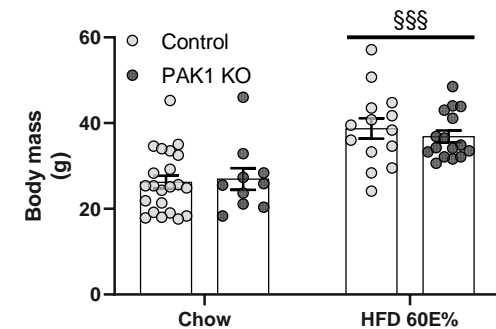 §§§
60
Control
PAK1 KO
40
Body mass
(g)
20
0
Chow
HFD 60E%